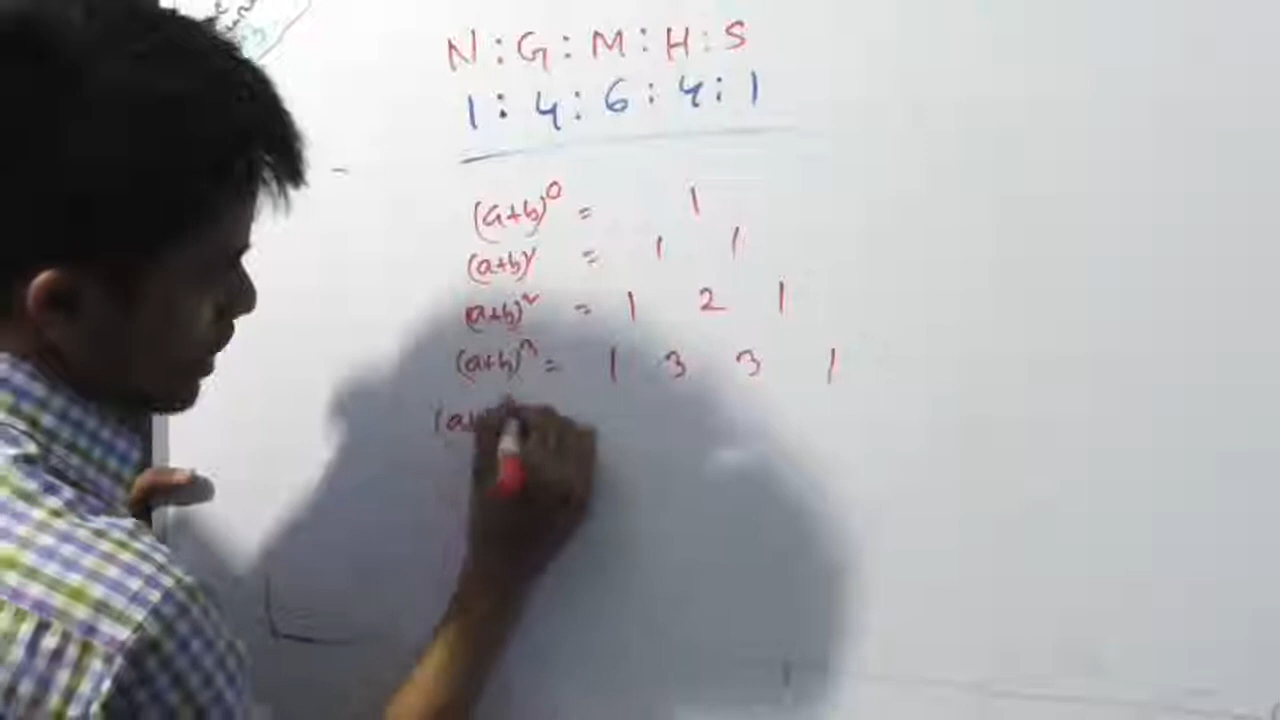 N : G : M : H : S
1 : 4 : 6 : 4 : 1
(a+b)⁰ = 1
(a+b)¹ = 1 1
(a+b)² = 1 2 1
(a+b)³ = 1 3 3 1
(a+